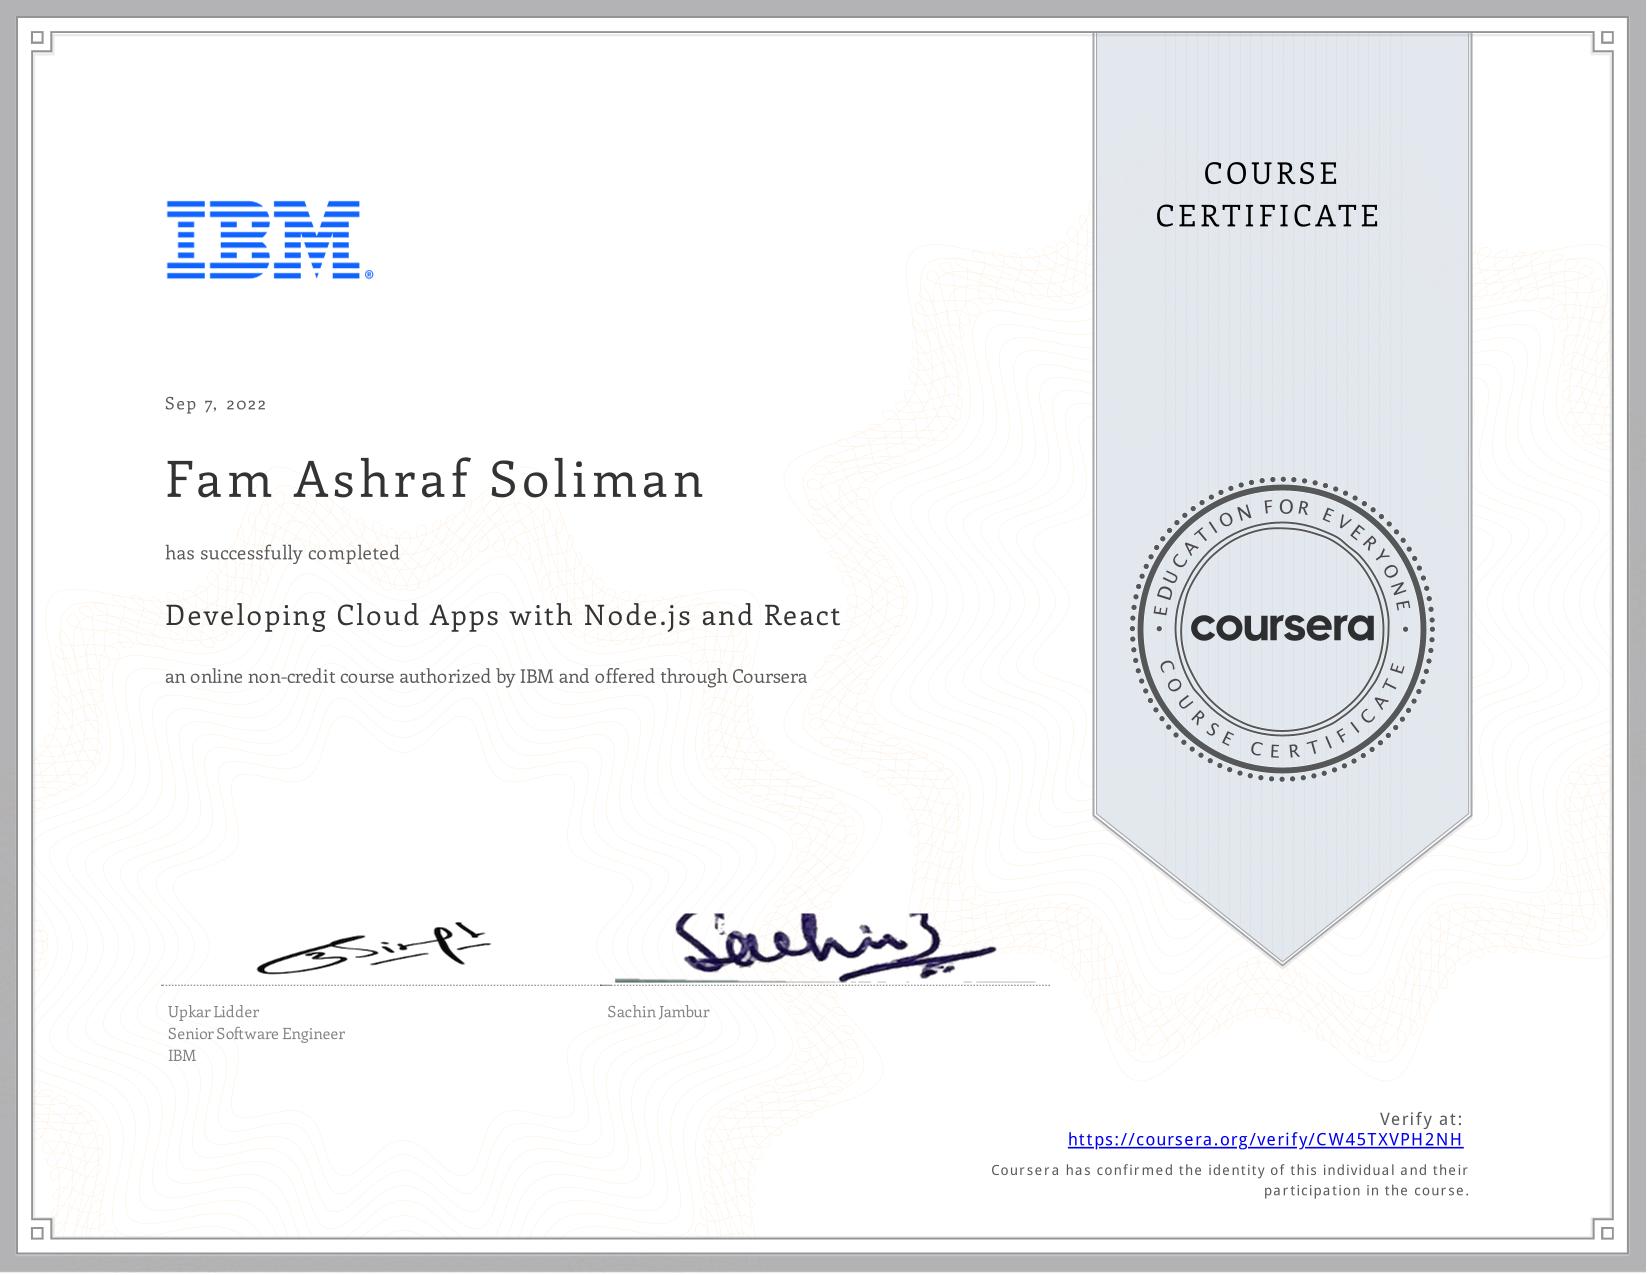 COURSE
CERTIFICATE
IBM®
Sep 7, 2022
Fam Ashraf Soliman
has successfully completed
Developing Cloud Apps with Node.js and React
an online non-credit course authorized by IBM and offered through Coursera
EDUCATION FOR EVERYONE
coursera
COURSE CERTIFICATE
Sachin
Upkar Lidder
Senior Software Engineer
IBM
Sachin Jambur
Verify at:
https://coursera.org/verify/CW45TXVPH2NH
Coursera has confirmed the identity of this individual and their
participation in the course.